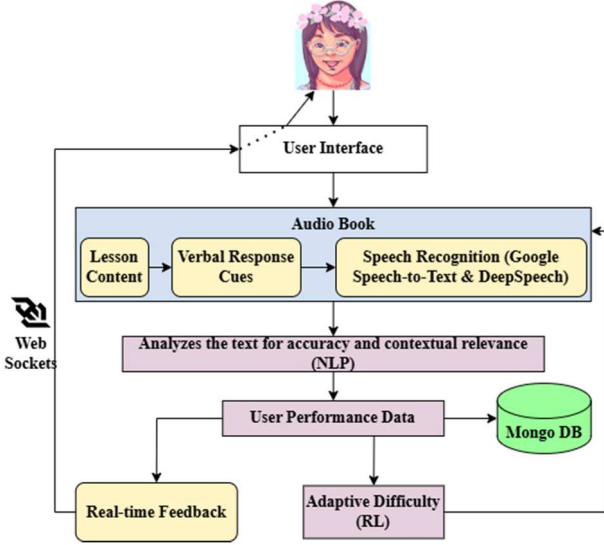 User Interface
Audio Book
Lesson
Content
Verbal Response
Cues
Speech Recognition (Google
Speech-to-Text & DeepSpeech)
Web
Sockets
Analyzes the text for accuracy and contextual relevance
(NLP)
User Performance Data
Mongo DB
Real-time Feedback
Adaptive Difficulty
(RL)